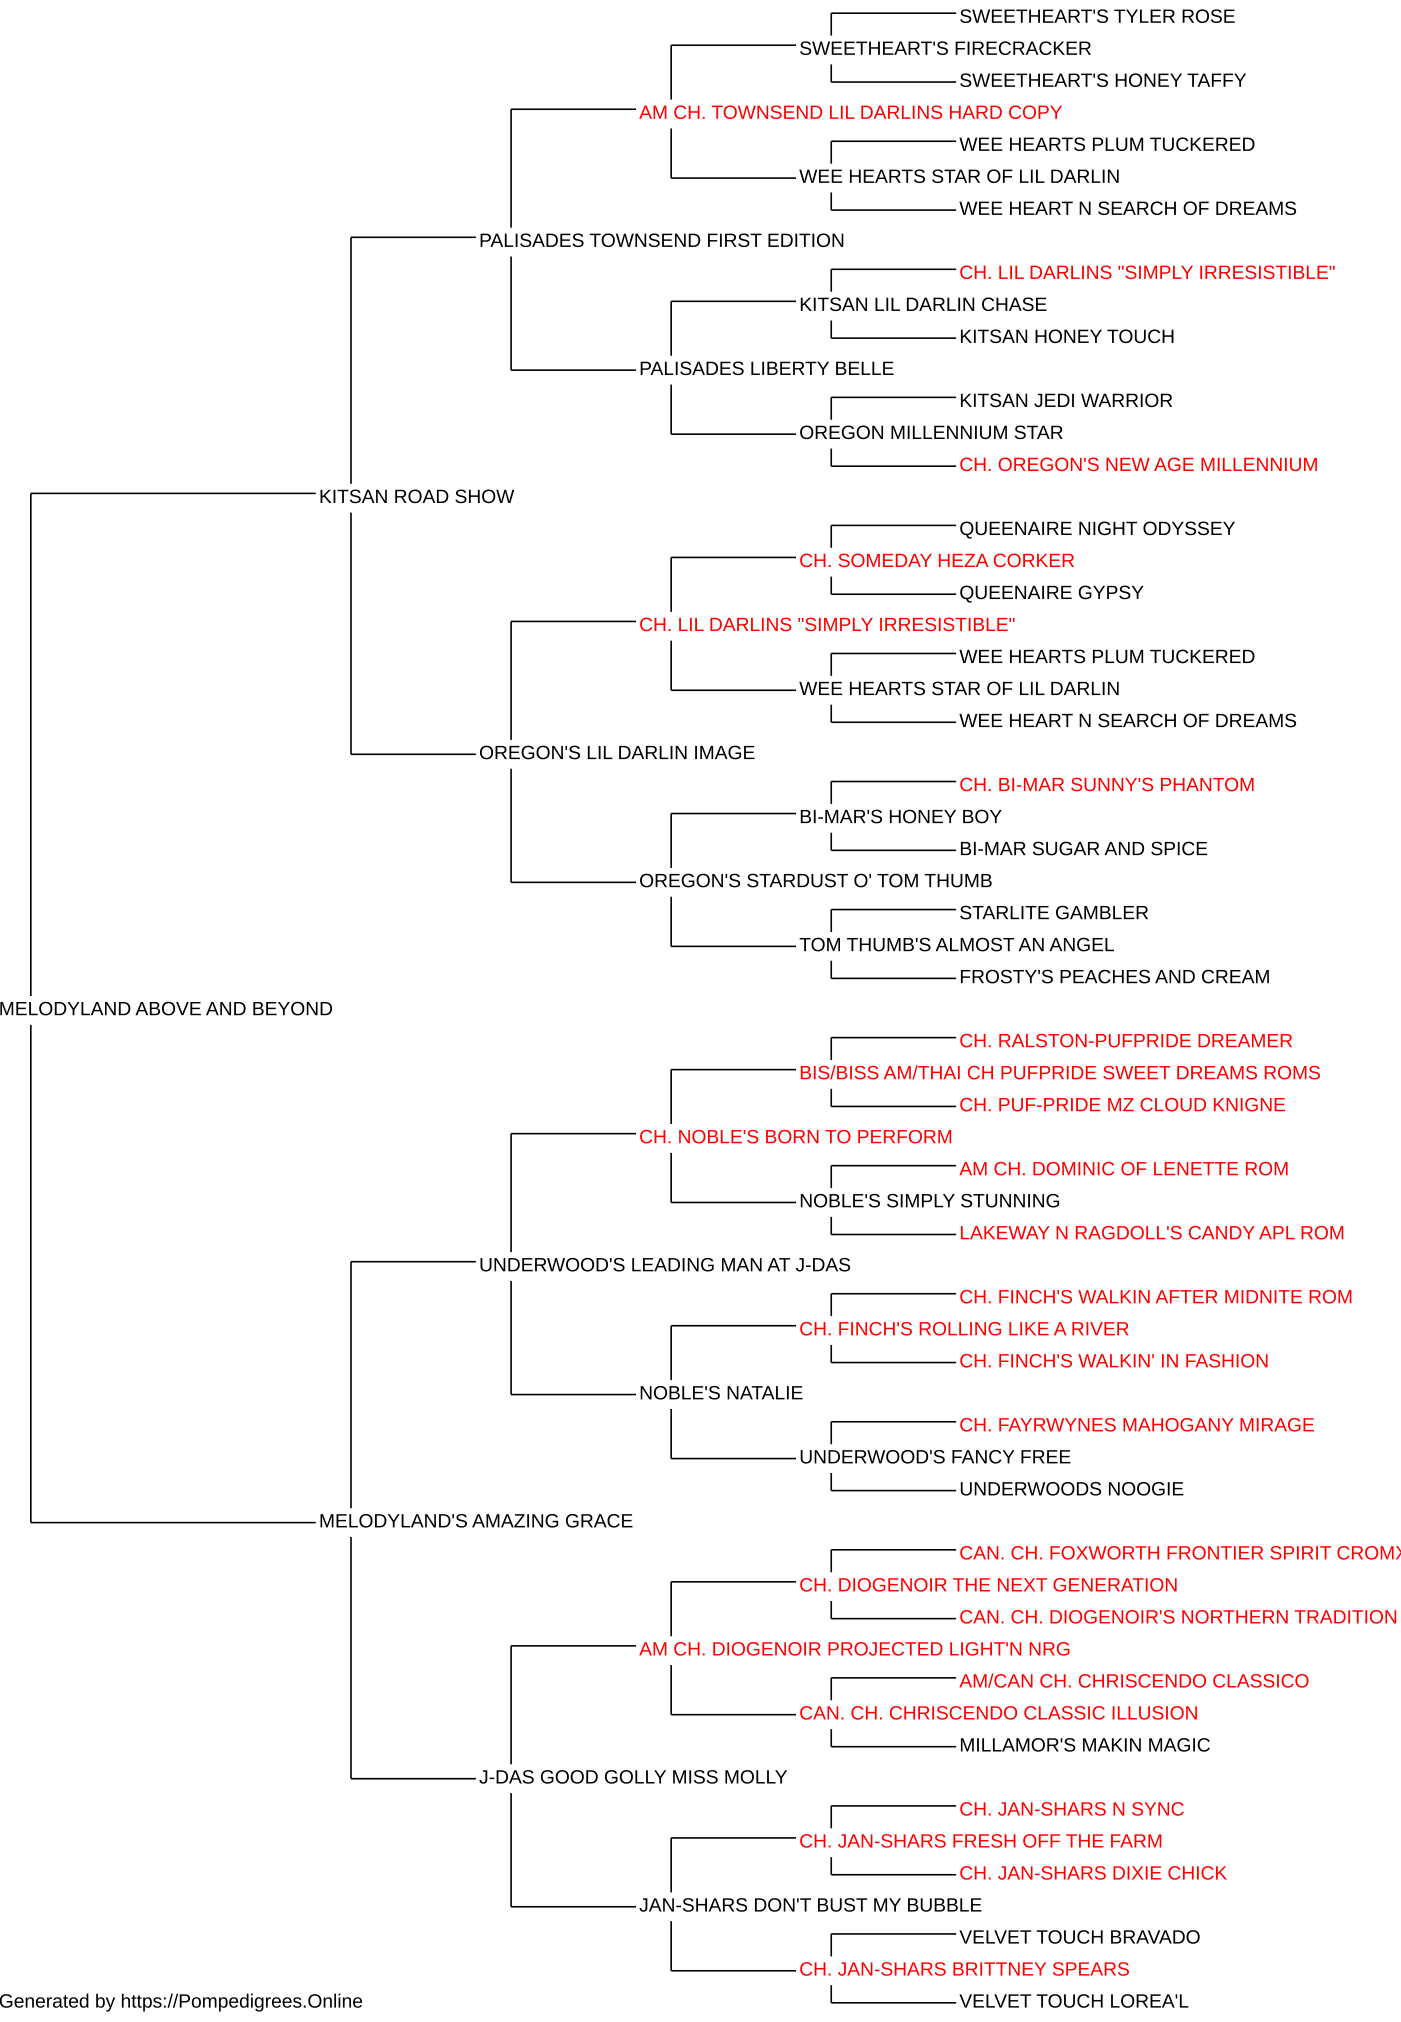 SWEETHEART'S TYLER ROSE
SWEETHEART'S FIRECRACKER
SWEETHEART'S HONEY TAFFY
AM CH. TOWNSEND LIL DARLINS HARD COPY
WEE HEARTS PLUM TUCKERED
WEE HEARTS STAR OF LIL DARLIN
WEE HEART N SEARCH OF DREAMS
PALISADES TOWNSEND FIRST EDITION
CH. LIL DARLINS "SIMPLY IRRESISTIBLE"
KITSAN LIL DARLIN CHASE
KITSAN HONEY TOUCH
PALISADES LIBERTY BELLE
KITSAN JEDI WARRIOR
OREGON MILLENNIUM STAR
CH. OREGON'S NEW AGE MILLENNIUM
KITSAN ROAD SHOW
QUEENAIRE NIGHT ODYSSEY
CH. SOMEDAY HEZA CORKER
QUEENAIRE GYPSY
CH. LIL DARLINS "SIMPLY IRRESISTIBLE"
WEE HEARTS PLUM TUCKERED
WEE HEARTS STAR OF LIL DARLIN
WEE HEART N SEARCH OF DREAMS
OREGON'S LIL DARLIN IMAGE
CH. BI-MAR SUNNY'S PHANTOM
BI-MAR'S HONEY BOY
BI-MAR SUGAR AND SPICE
OREGON'S STARDUST O' TOM THUMB
STARLITE GAMBLER
TOM THUMB'S ALMOST AN ANGEL
FROSTY'S PEACHES AND CREAM
MELODYLAND ABOVE AND BEYOND
CH. RALSTON-PUFPRIDE DREAMER
BIS/BISS AM/THAI CH PUFPRIDE SWEET DREAMS ROMS
CH. PUF-PRIDE MZ CLOUD KNIGNE
CH. NOBLE'S BORN TO PERFORM
AM CH. DOMINIC OF LENETTE ROM
NOBLE'S SIMPLY STUNNING
LAKEWAY N RAGDOLL'S CANDY APL ROM
UNDERWOOD'S LEADING MAN AT J-DAS
CH. FINCH'S WALKIN AFTER MIDNITE ROM
CH. FINCH'S ROLLING LIKE A RIVER
CH. FINCH'S WALKIN' IN FASHION
NOBLE'S NATALIE
CH. FAYRWYNES MAHOGANY MIRAGE
UNDERWOOD'S FANCY FREE
UNDERWOODS NOOGIE
MELODYLAND'S AMAZING GRACE
CAN. CH. FOXWORTH FRONTIER SPIRIT CROMX
CH. DIOGENOIR THE NEXT GENERATION
CAN. CH. DIOGENOIR'S NORTHERN TRADITION
AM CH. DIOGENOIR PROJECTED LIGHT'N NRG
AM/CAN CH. CHRISCENDO CLASSICO
CAN. CH. CHRISCENDO CLASSIC ILLUSION
MILLAMOR'S MAKIN MAGIC
J-DAS GOOD GOLLY MISS MOLLY
CH. JAN-SHARS N SYNC
CH. JAN-SHARS FRESH OFF THE FARM
CH. JAN-SHARS DIXIE CHICK
JAN-SHARS DON'T BUST MY BUBBLE
VELVET TOUCH BRAVADO
CH. JAN-SHARS BRITTNEY SPEARS
VELVET TOUCH LOREA'L
Generated by https://Pompedigrees.Online